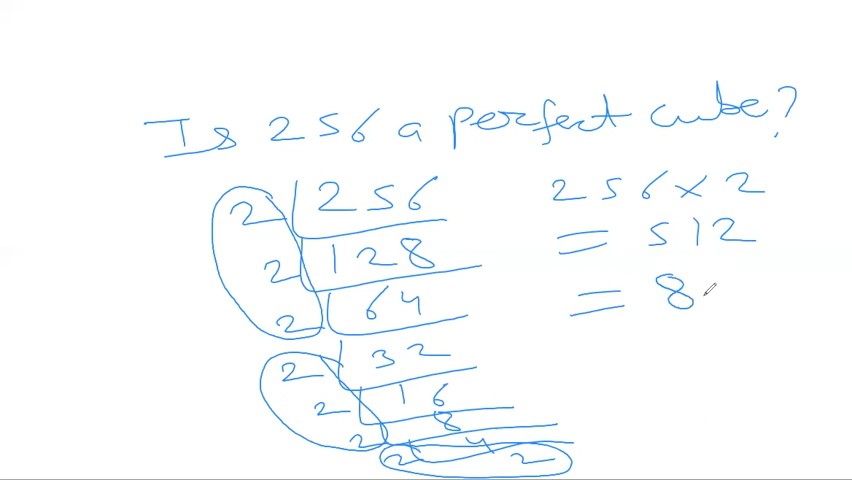 Is 256 a perfect cube?
2 256 256 x 2
2 128 = 512
2 64 = 8
2 32
2 16
2 8
2 4 2